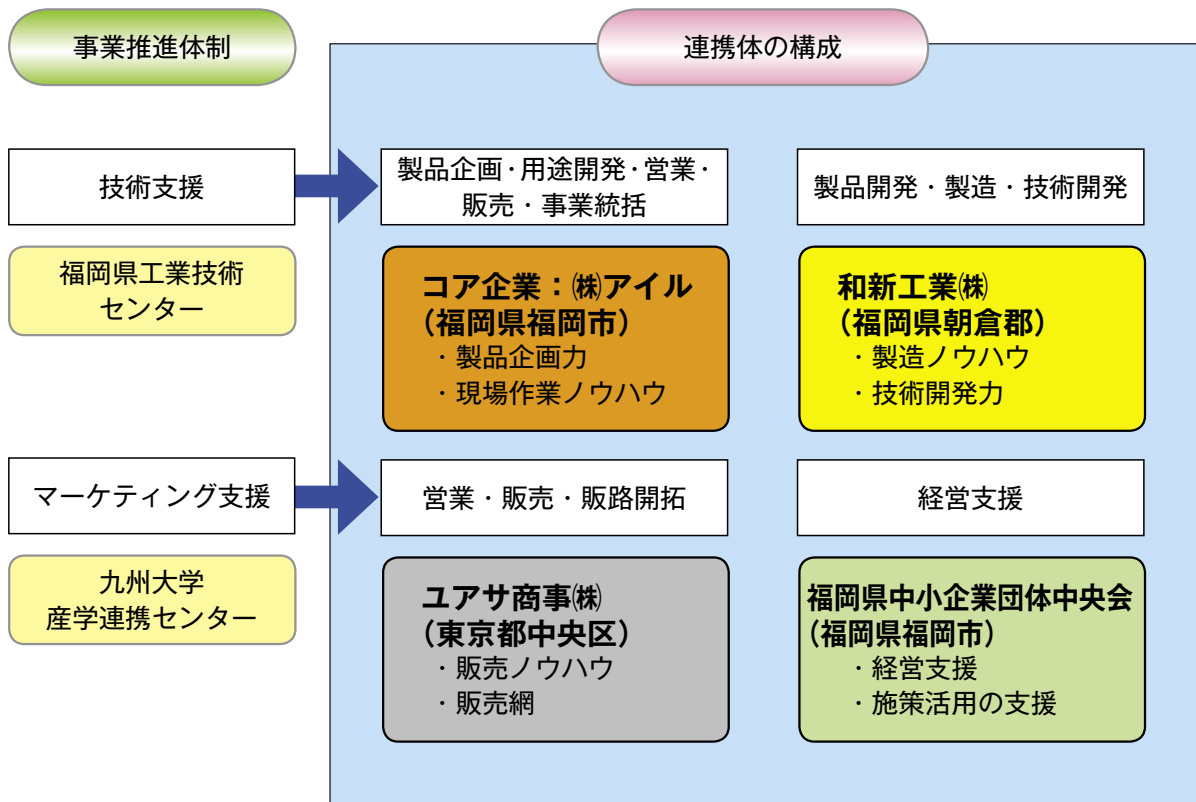 事業推進体制
連携体の構成
技術支援
福岡県工業技術
センター
製品企画・用途開発・営業・
販売・事業統括
コア企業：㈱アイル
（福岡県福岡市）
・製品企画力
・現場作業ノウハウ
製品開発・製造・技術開発
和新工業㈱
（福岡県朝倉郡）
・製造ノウハウ
・技術開発力
マーケティング支援
九州大学
産学連携センター
営業・販売・販路開拓
ユアサ商事㈱
（東京都中央区）
・販売ノウハウ
・販売網
経営支援
福岡県中小企業団体中央会
（福岡県福岡市）
・経営支援
・施策活用の支援